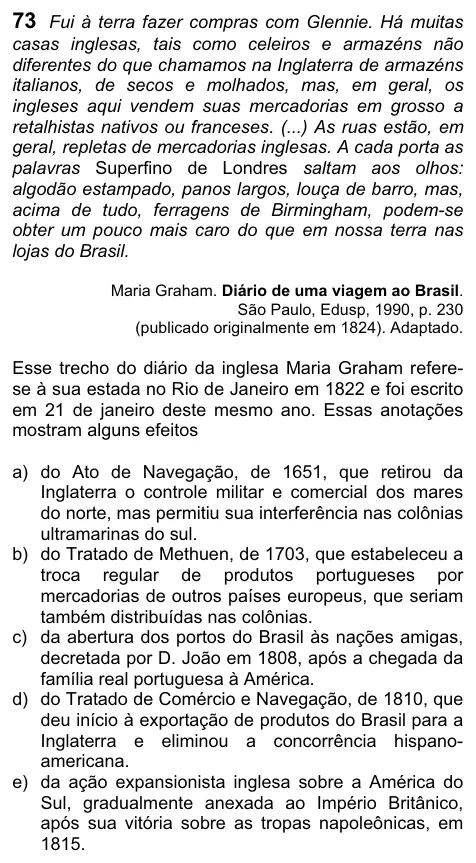 73 Fui à terra fazer compras com Glennie. Há muitas
casas inglesas, tais como celeiros e armazéns não
diferentes do que chamamos na Inglaterra de armazéns
italianos, de secos e molhados, mas, em geral, os
ingleses aqui vendem suas mercadorias em grosso a
retalhistas nativos ou franceses. (...) As ruas estão, em
geral, repletas de mercadorias inglesas. A cada porta as
palavras Superfino de Londres saltam aos olhos:
algodão estampado, panos largos, louça de barro, mas,
acima de tudo, ferragens de Birmingham, podem-se
obter um pouco mais caro do que em nossa terra nas
lojas do Brasil.
Maria Graham. Diário de uma viagem ao Brasil.
São Paulo, Edusp, 1990, p. 230
(publicado originalmente em 1824). Adaptado.
Esse trecho do diário da inglesa Maria Graham refere-
se à sua estada no Rio de Janeiro em 1822 e foi escrito
em 21 de janeiro deste mesmo ano. Essas anotações
mostram alguns efeitos
a) do Ato de Navegação, de 1651, que retirou da
Inglaterra o controle militar e comercial dos mares
do norte, mas permitiu sua interferência nas colônias
ultramarinas do sul.
b) do Tratado de Methuen, de 1703, que estabeleceu a
troca regular de produtos portugueses por
mercadorias de outros países europeus, que seriam
também distribuídas nas colônias.
c) da abertura dos portos do Brasil às nações amigas,
decretada por D. João em 1808, após a chegada da
família real portuguesa à América.
d) do Tratado de Comércio e Navegação, de 1810, que
deu início à exportação de produtos do Brasil para a
Inglaterra e eliminou a concorrência hispano-
americana.
e) da ação expansionista inglesa sobre a América do
Sul, gradualmente anexada ao Império Britânico,
após sua vitória sobre as tropas napoleônicas, em
1815.